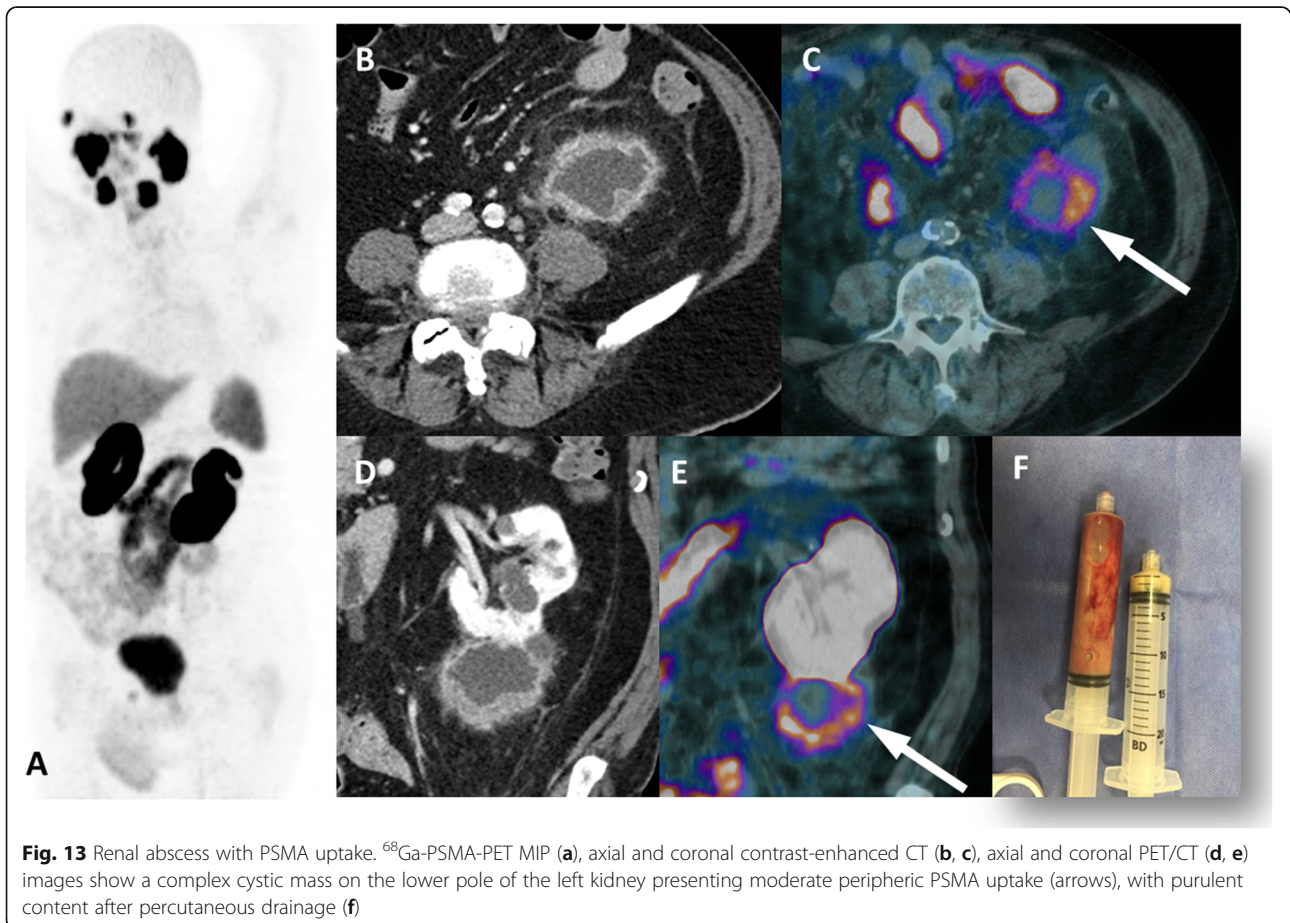 A
B
C
D
E
F
5
10
15
20
BD
Fig. 13 Renal abscess with PSMA uptake. ⁶⁸Ga-PSMA-PET MIP (a), axial and coronal contrast-enhanced CT (b, c), axial and coronal PET/CT (d, e)
images show a complex cystic mass on the lower pole of the left kidney presenting moderate peripheric PSMA uptake (arrows), with purulent
content after percutaneous drainage (f)